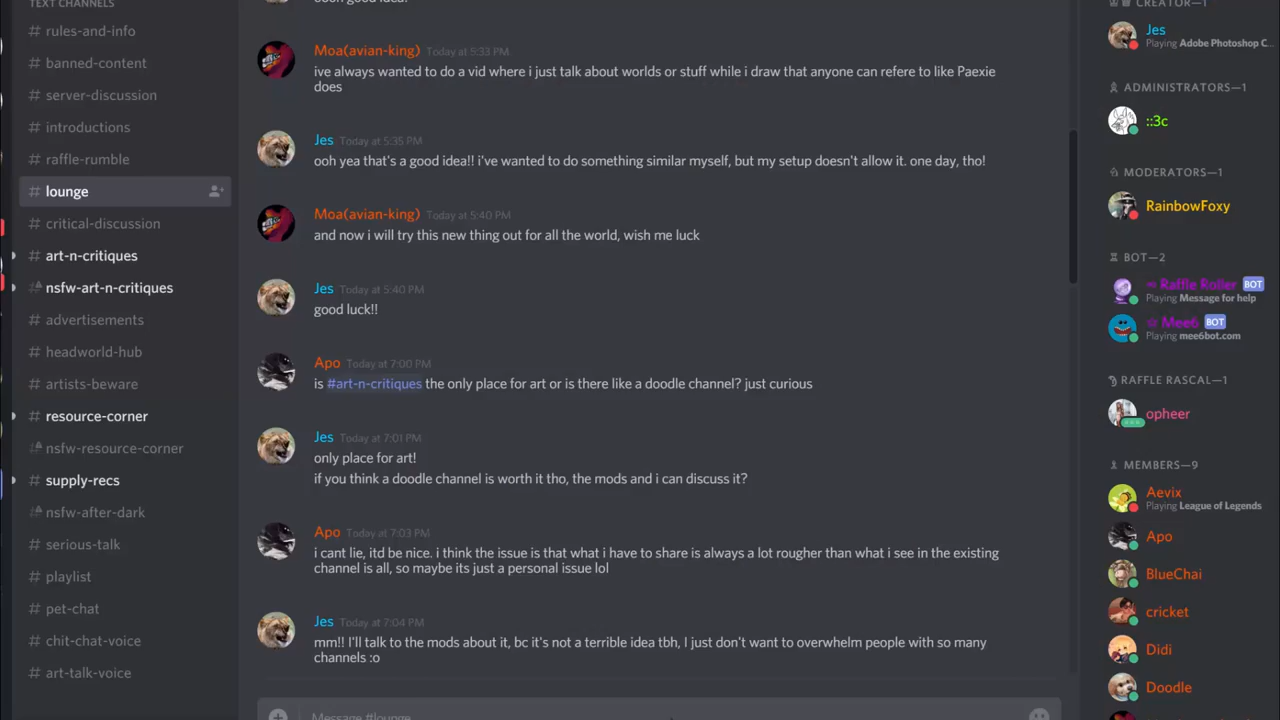 TEXT CHANNELS
# rules-and-info
# banned-content
# server-discussion
# introductions
# raffle-rumble
# lounge
# critical-discussion
# art-n-critiques
# nsfw-art-n-critiques
# advertisements
# headworld-hub
# artists-beware
# resource-corner
# nsfw-resource-corner
# supply-recs
# nsfw-after-dark
# serious-talk
# playlist
# pet-chat
# chit-chat-voice
# art-talk-voice
oooh good idea!
Moa(avian-king) Today at 5:33 PM
ive always wanted to do a vid where i just talk about worlds or stuff while i draw that anyone can refere to like Paexie
does
Jes Today at 5:35 PM
ooh yea that's a good idea!! i've wanted to do something similar myself, but my setup doesn't allow it. one day, tho!
Moa(avian-king) Today at 5:40 PM
and now i will try this new thing out for all the world, wish me luck
Jes Today at 5:40 PM
good luck!!
Apo Today at 7:00 PM
is #art-n-critiques the only place for art or is there like a doodle channel? just curious
Jes Today at 7:01 PM
only place for art!
if you think a doodle channel is worth it tho, the mods and i can discuss it?
Apo Today at 7:03 PM
i cant lie, itd be nice. i think the issue is that what i have to share is always a lot rougher than what i see in the existing
channel is all, so maybe its just a personal issue lol
Jes Today at 7:04 PM
mm!! I'll talk to the mods about it, bc it's not a terrible idea tbh, I just don't want to overwhelm people with so many
channels :o
Message #lounge
CREATOR—1
Jes
Playing Adobe Photoshop C...
ADMINISTRATORS—1
::3c
MODERATORS—1
RainbowFoxy
BOT—2
Raffle Roller BOT
Playing Message for help
Mee6 BOT
Playing mee6bot.com
RAFFLE RASCAL—1
opheer
MEMBERS—9
Aevix
Playing League of Legends
Apo
BlueChai
cricket
Didi
Doodle